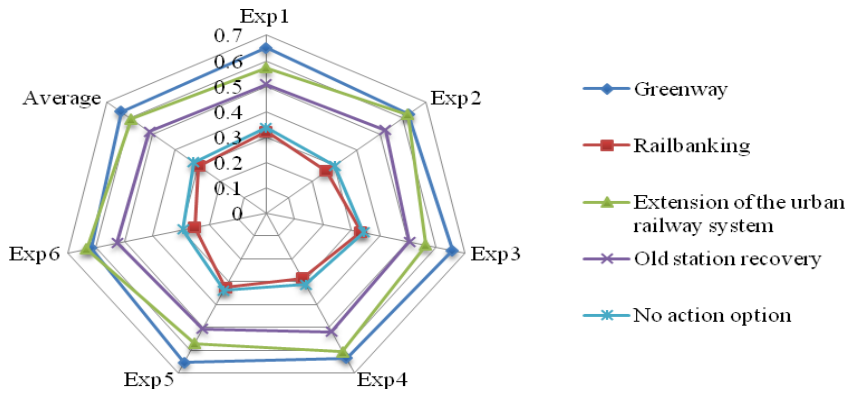 Exp1
0.7
0.6
0.5
0.4
0.3
0.2
0.1
0
Exp2
Exp3
Exp4
Exp5
Exp6
Average
Greenway
Railbanking
Extension of the urban
railway system
Old station recovery
No action option